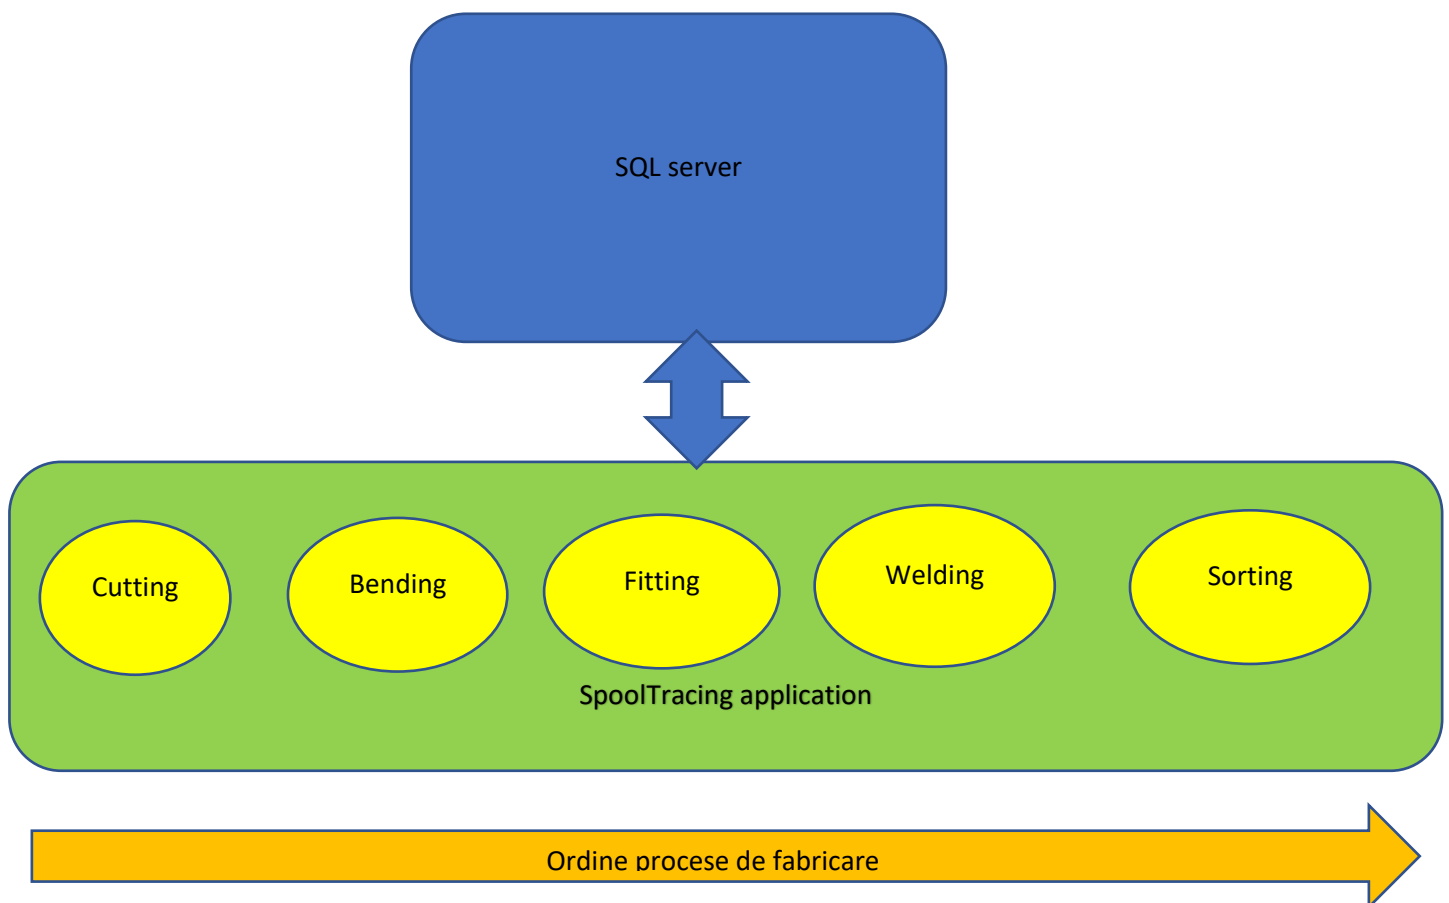 SQL server
Cutting
Bending
Fitting
Welding
Sorting
SpoolTracing application
Ordine procese de fabricare